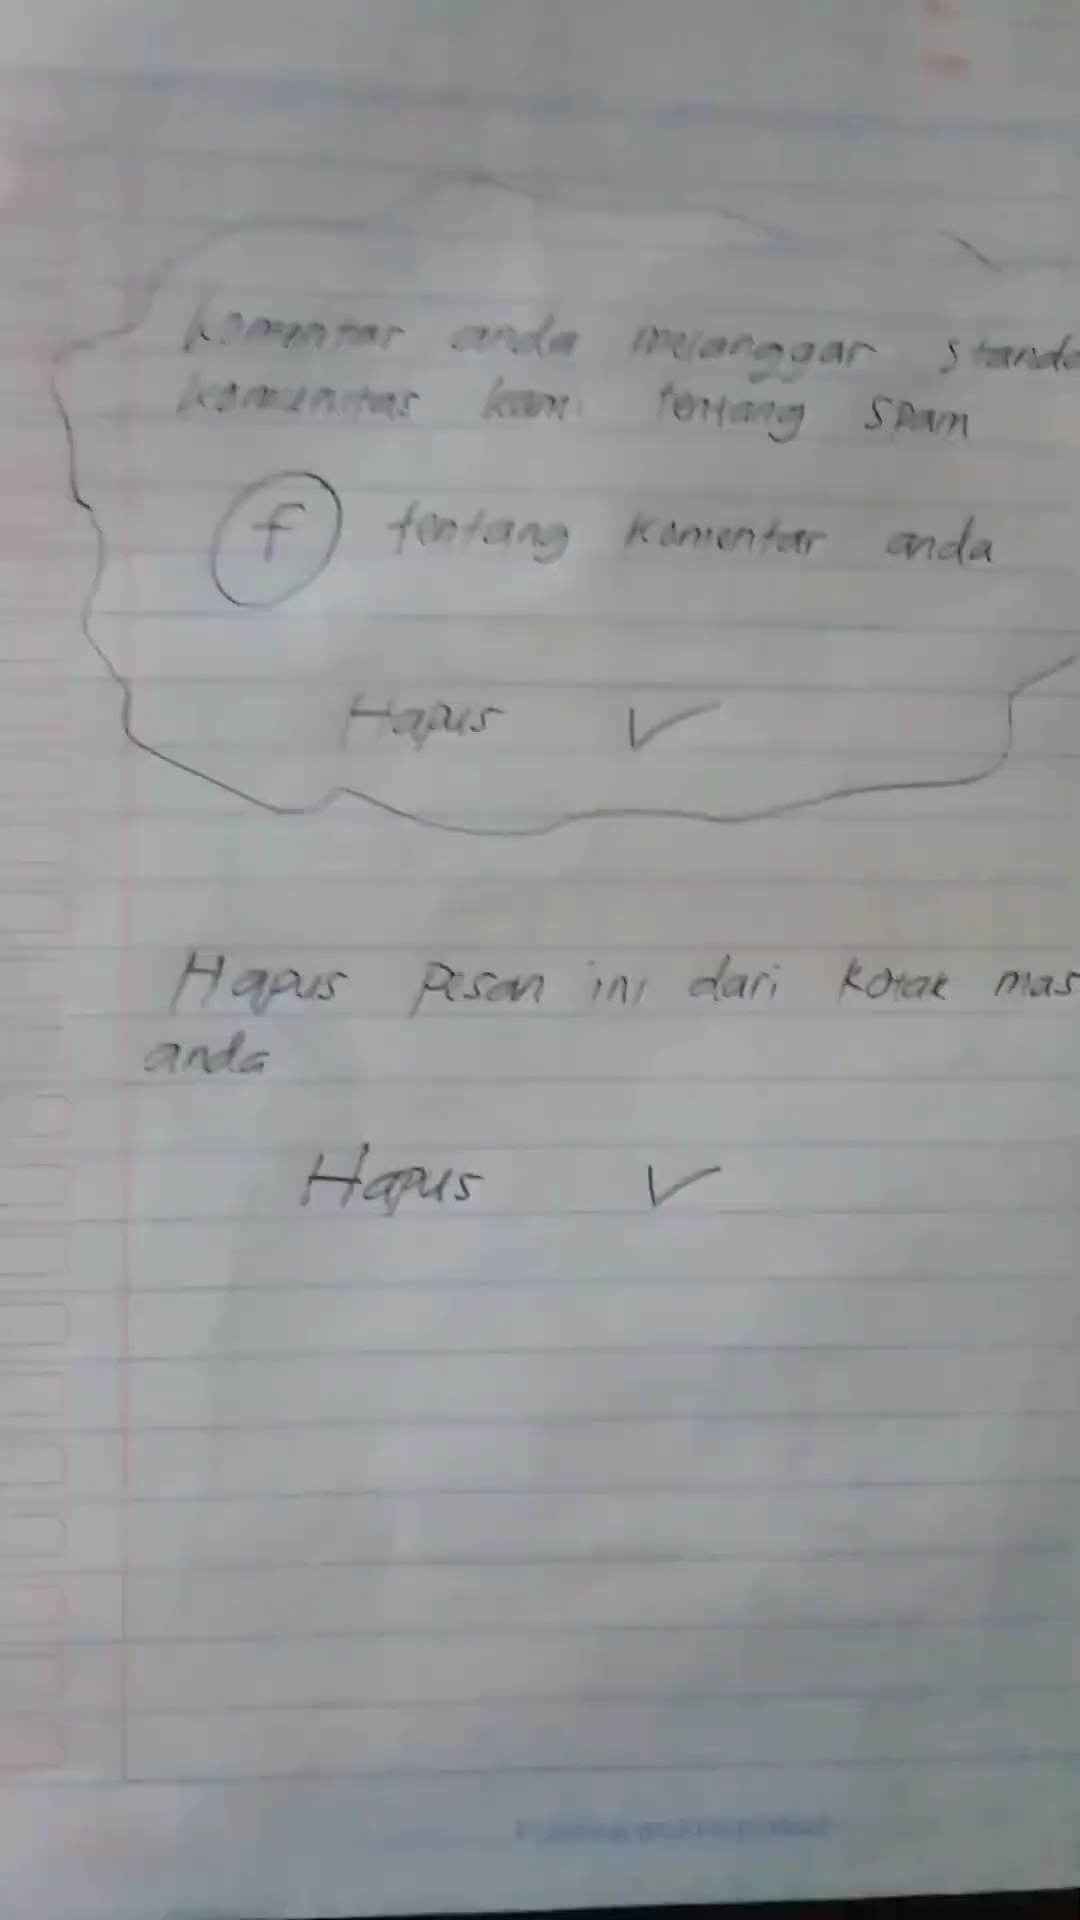 Komentar anda melanggar standa
komunitas kami tentang spam
f tentang komentar anda
Hapus ✓
Hapus pesan ini dari kotak mas
anda
Hapus ✓